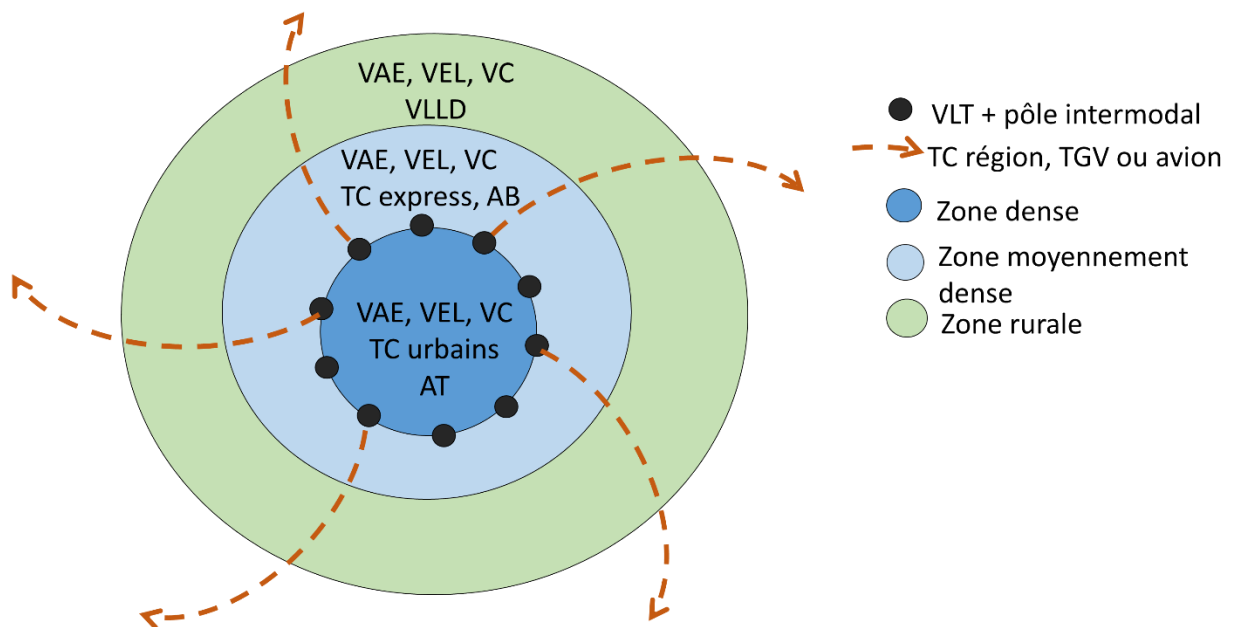 VAE, VEL, VC
VLLD
VAE, VEL, VC
TC express, AB
VAE, VEL, VC
TC urbains
AT
VLT + pôle intermodal
TC région, TGV ou avion
Zone dense
Zone moyennement
dense
Zone rurale